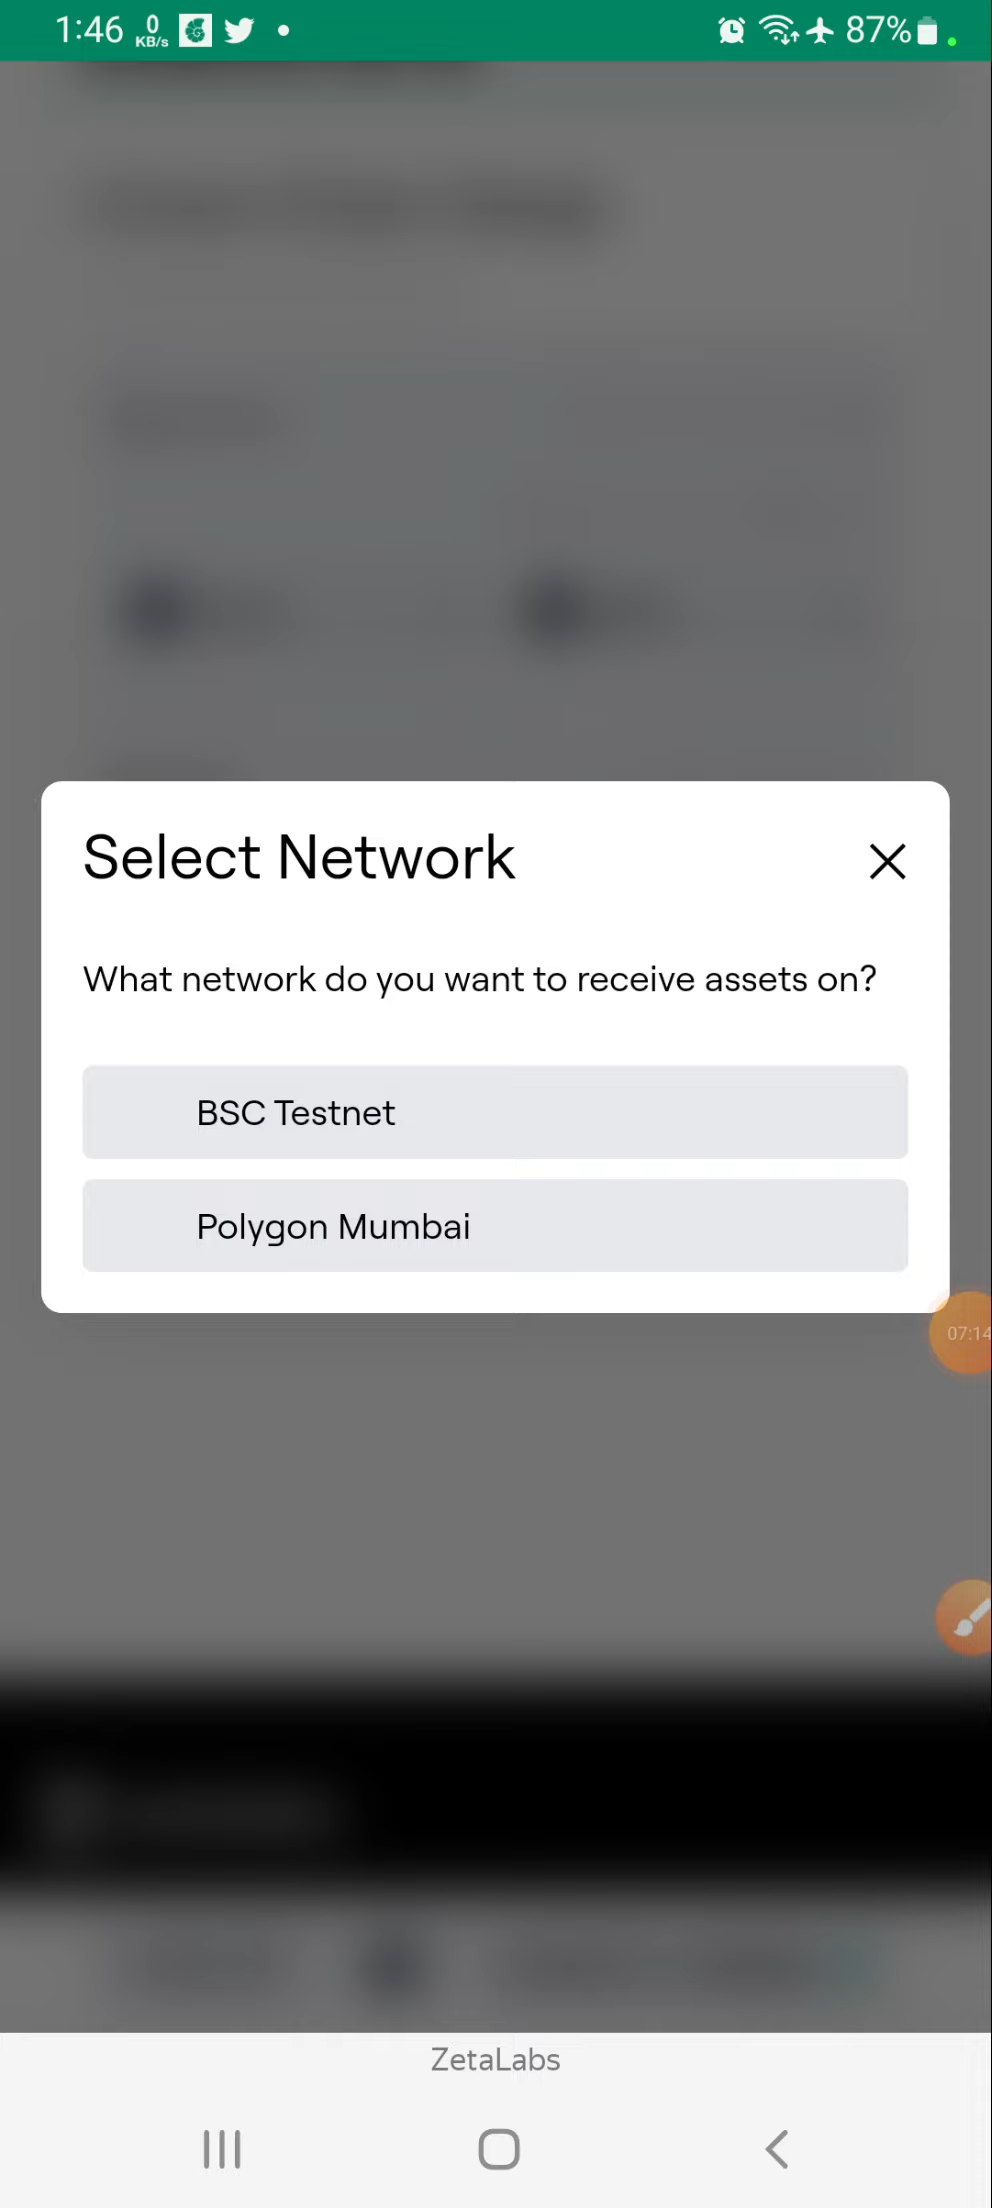 1:46 0 KB/s 87%
Select Network
What network do you want to receive assets on?
BSC Testnet
Polygon Mumbai
07:14
ZetaLabs